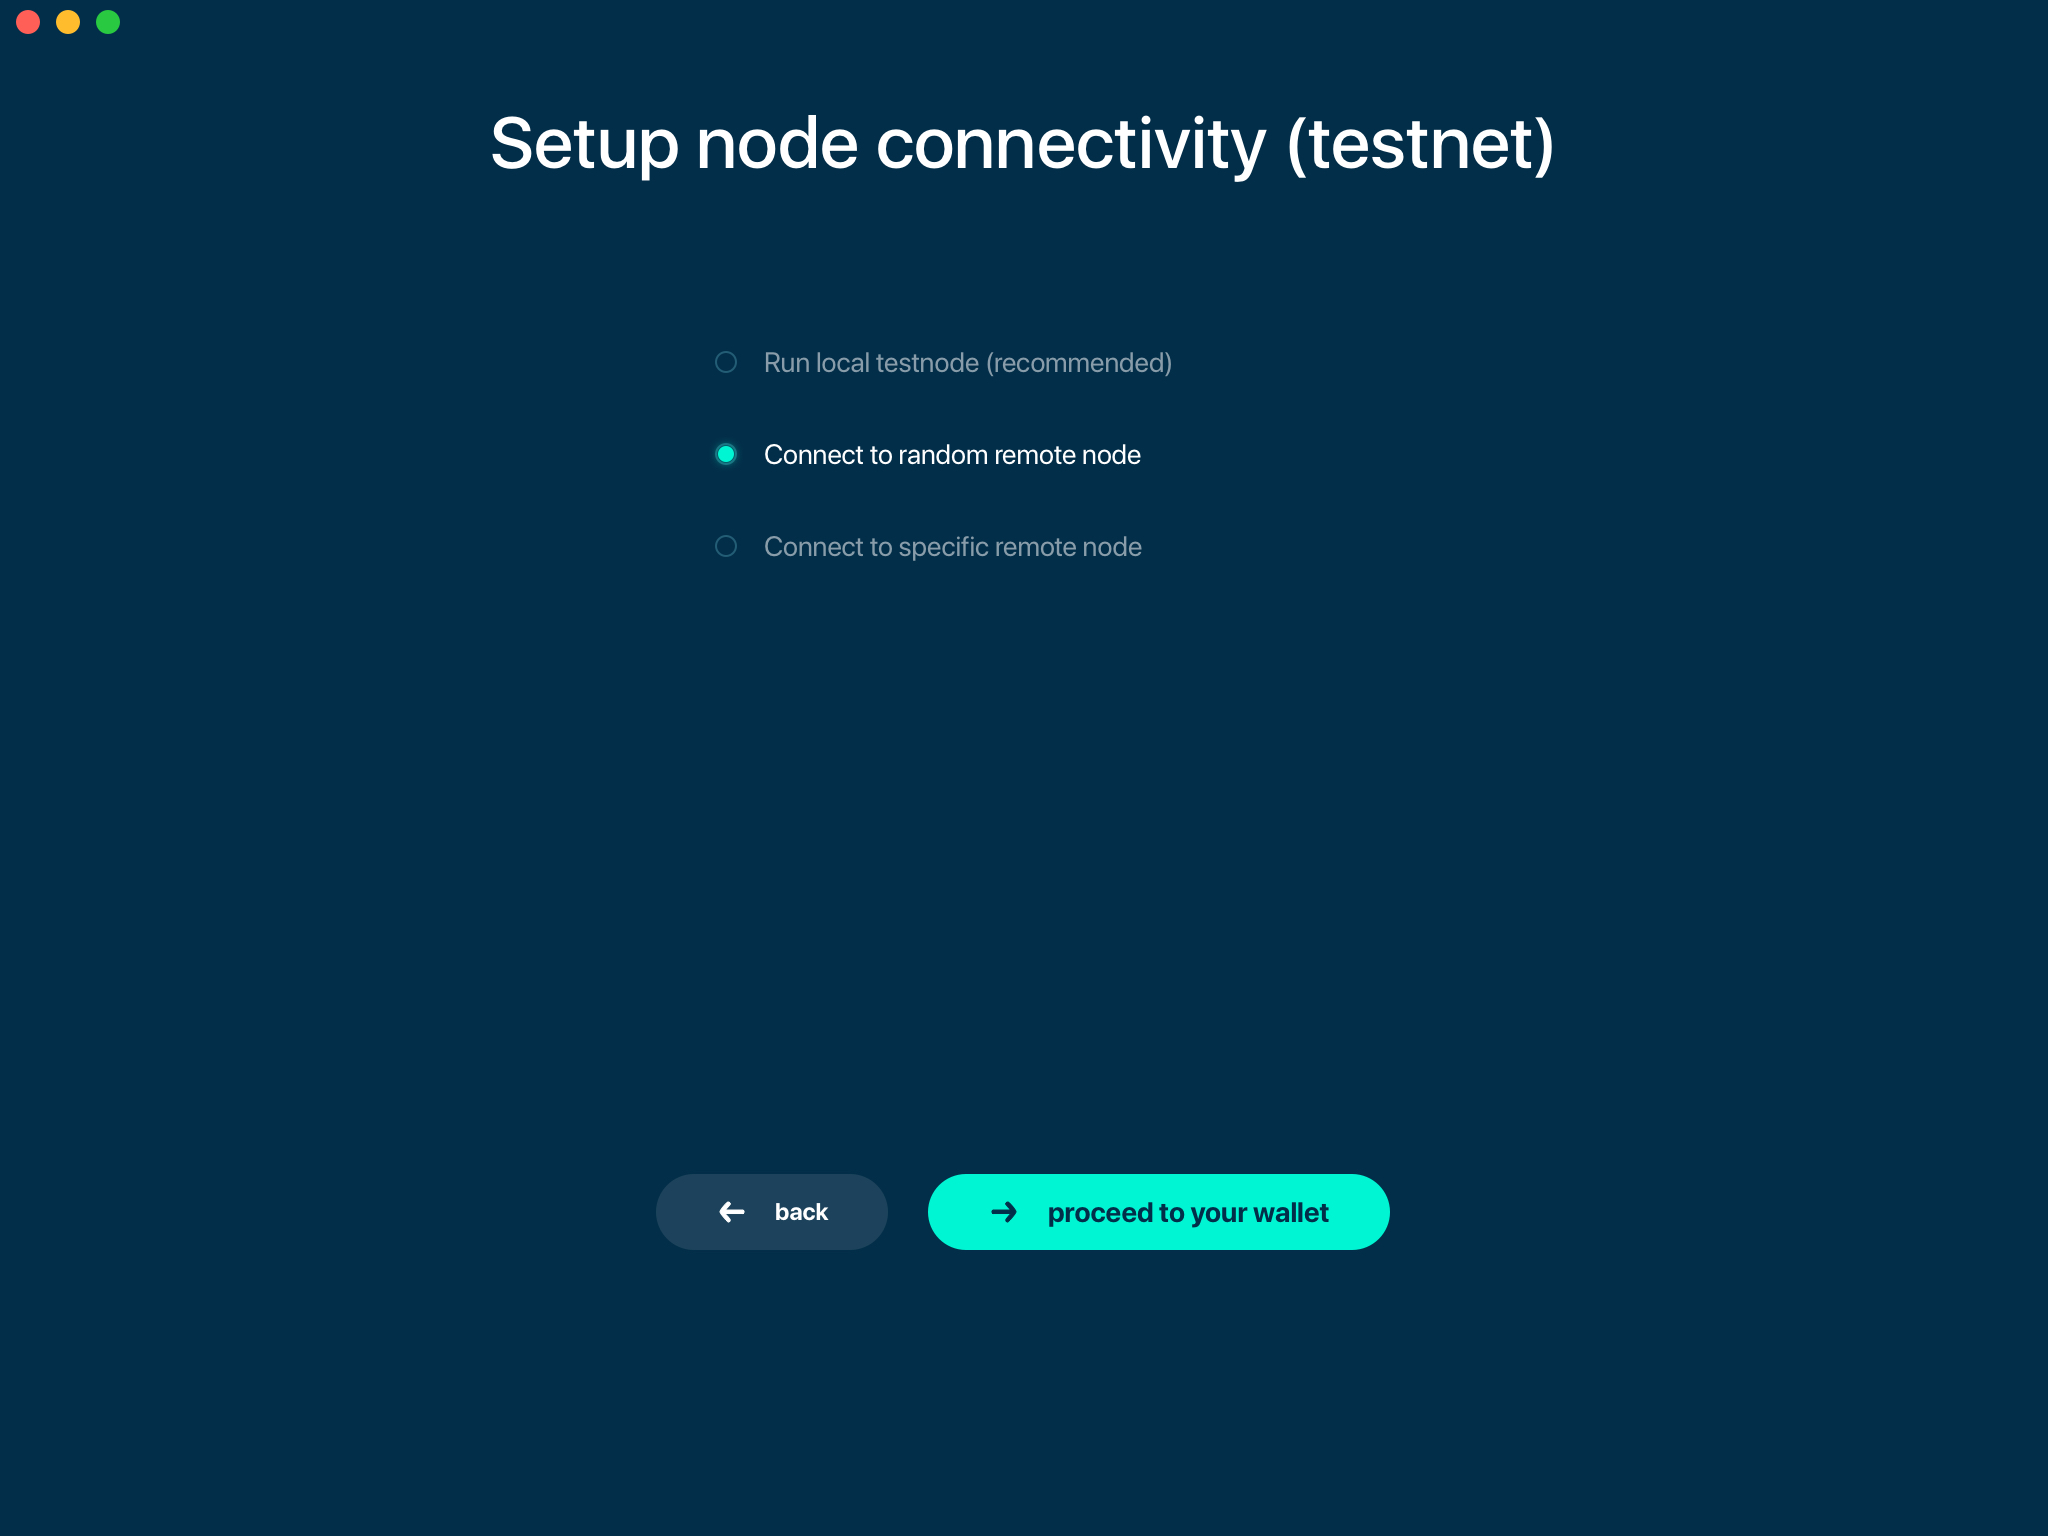 Setup node connectivity (testnet)
Run local testnode (recommended)
Connect to random remote node
Connect to specific remote node
back
proceed to your wallet